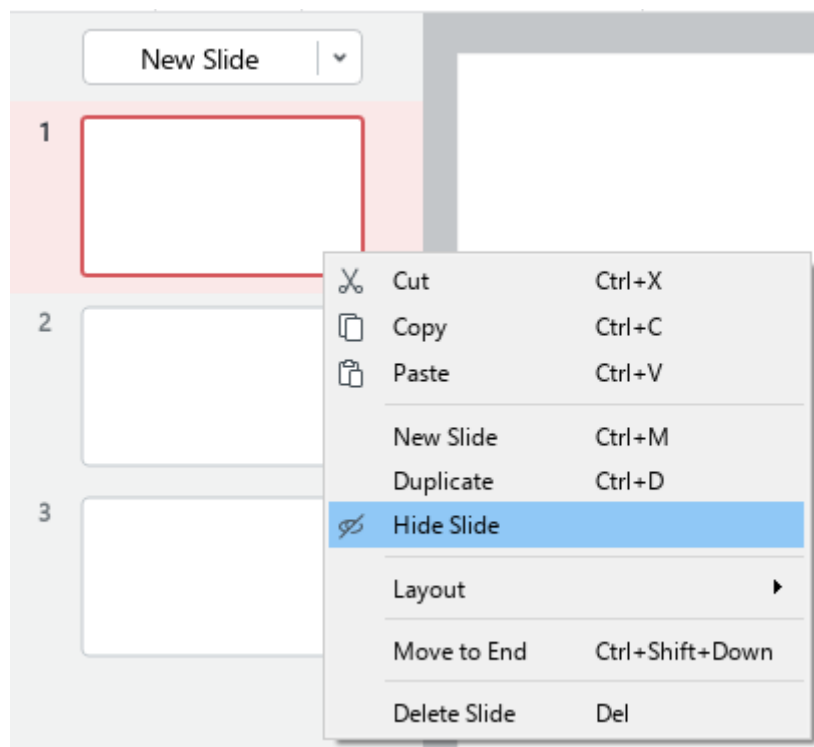 New Slide
1
2
3
Cut Ctrl+X
Copy Ctrl+C
Paste Ctrl+V
New Slide Ctrl+M
Duplicate Ctrl+D
Hide Slide
Layout
Move to End Ctrl+Shift+Down
Delete Slide Del